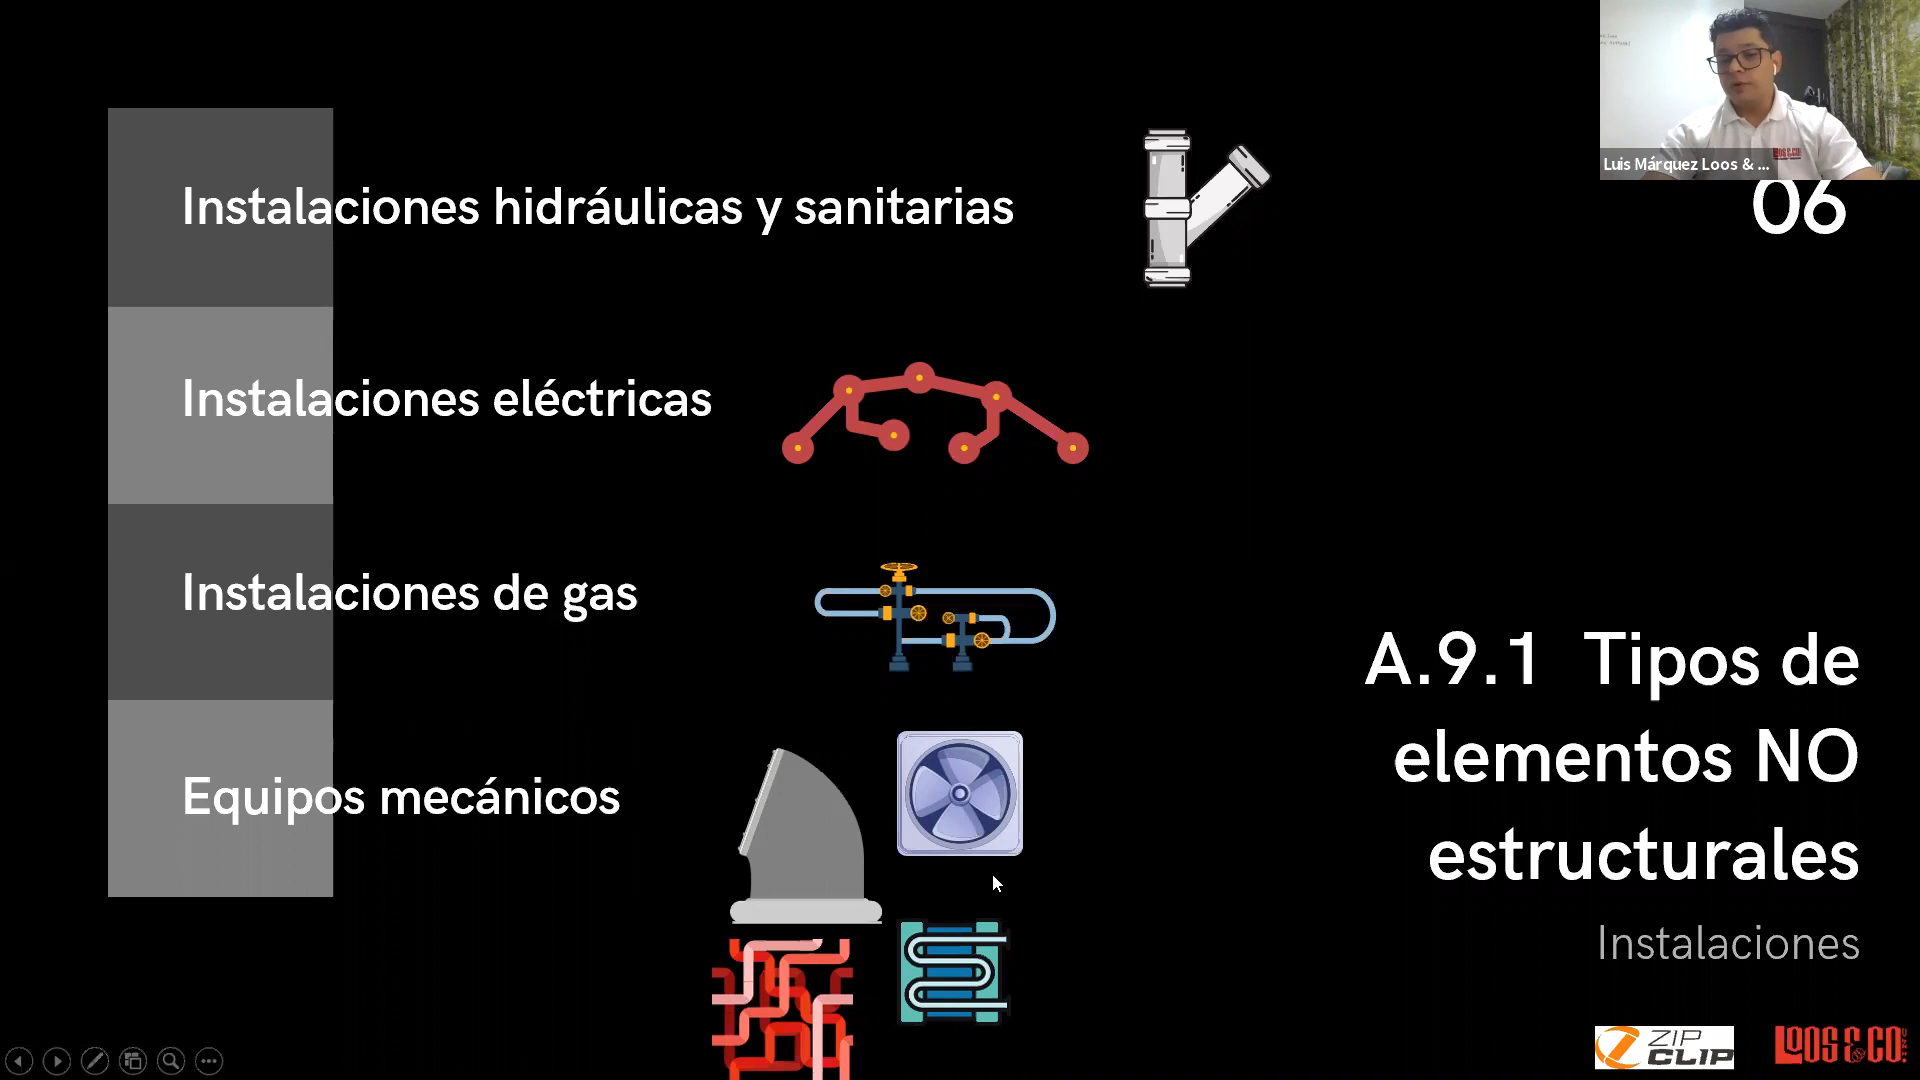 Instalaciones hidráulicas y sanitarias
Instalaciones eléctricas
Instalaciones de gas
Equipos mecánicos
Luis Márquez Loos & ...
06
A.9.1 Tipos de
elementos NO
estructurales
Instalaciones
ZIP
CLIP
LOOS & CO.